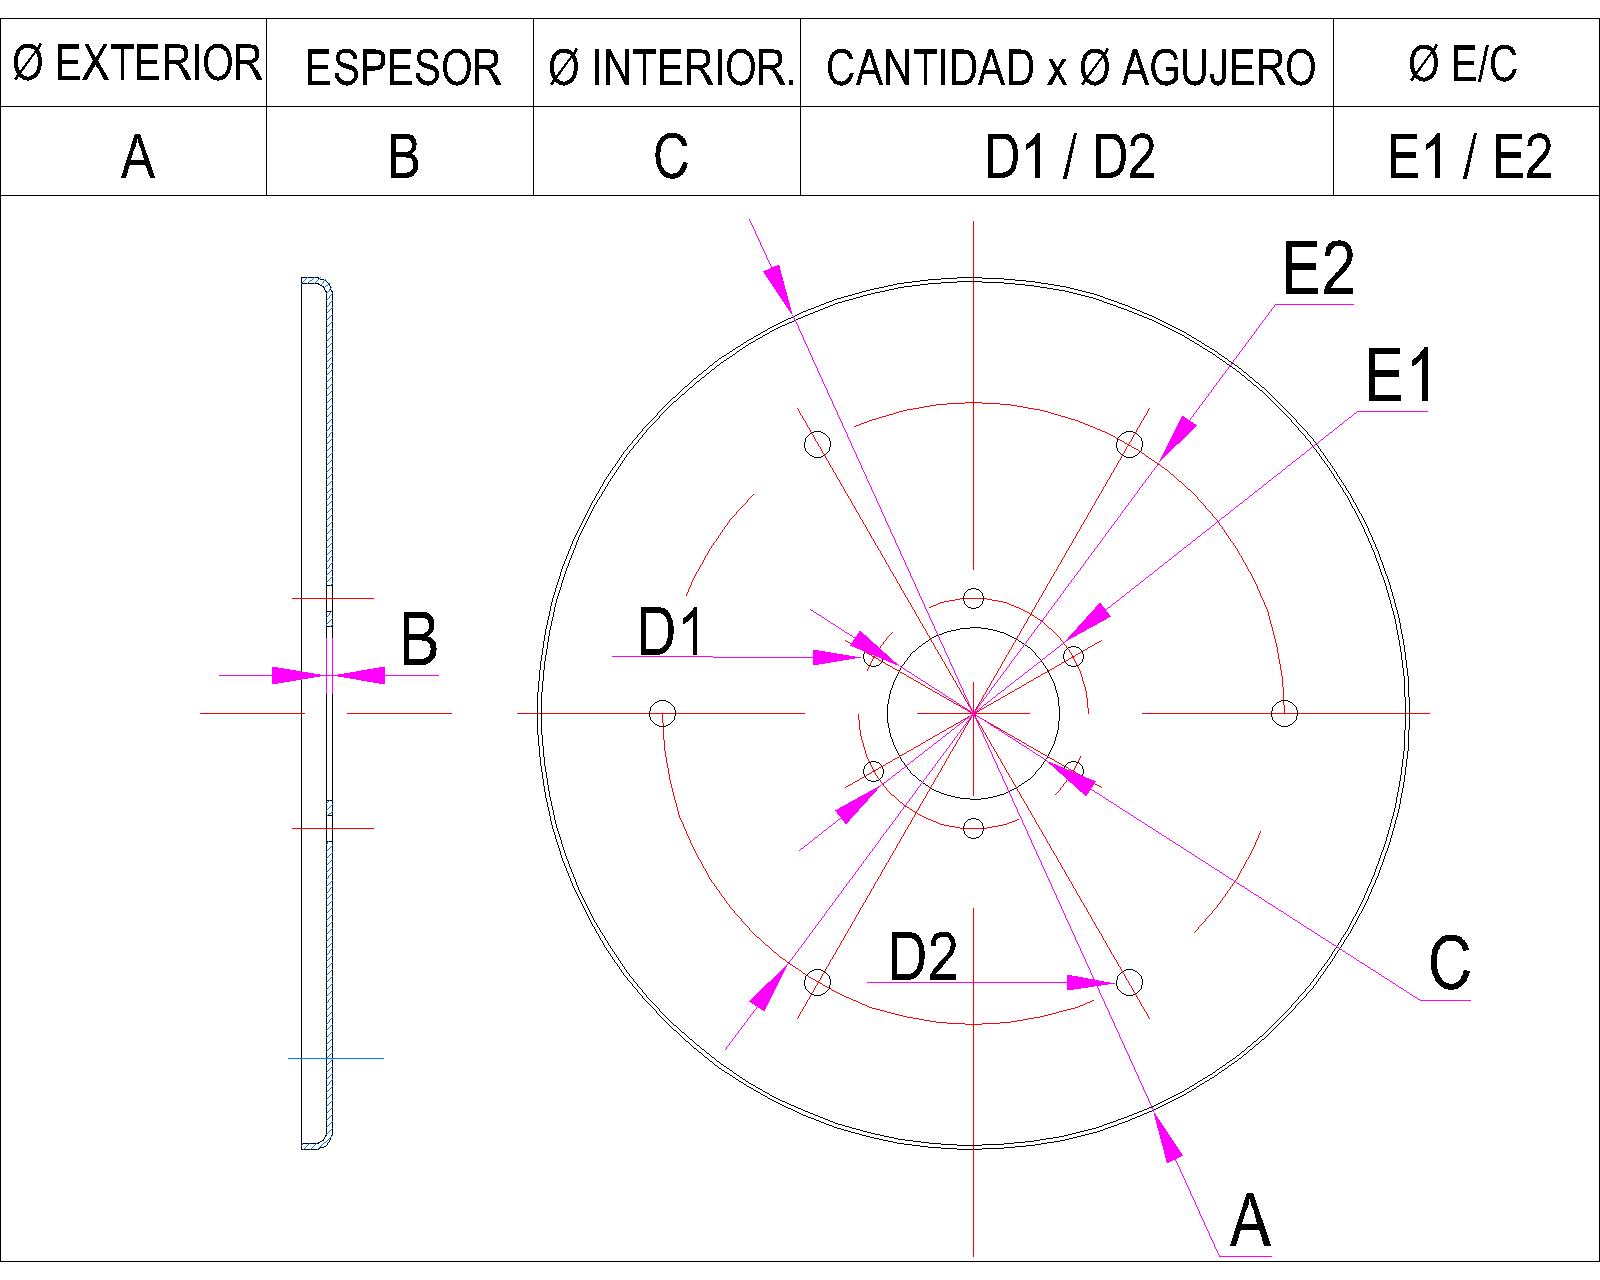 Ø EXTERIOR ESPESOR Ø INTERIOR. CANTIDAD x Ø AGUJERO Ø E/C
A B C D1 / D2 E1 / E2
E2
E1
D1
B
D2
C
A